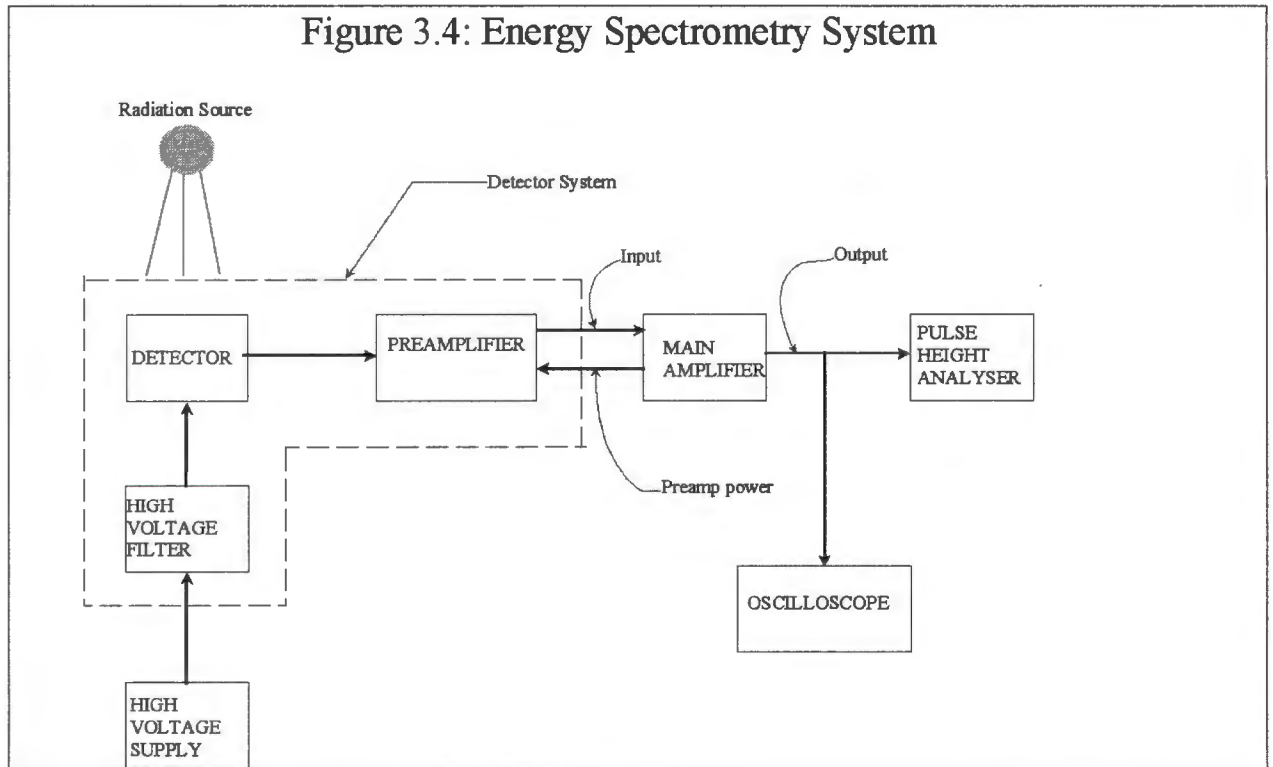 Figure 3.4: Energy Spectrometry System
Radiation Source
Detector System
Input
Output
DETECTOR
PREAMPLIFIER
MAIN
AMPLIFIER
PULSE
HEIGHT
ANALYSER
Preamp power
HIGH
VOLTAGE
FILTER
OSCILLOSCOPE
HIGH
VOLTAGE
SUPPLY